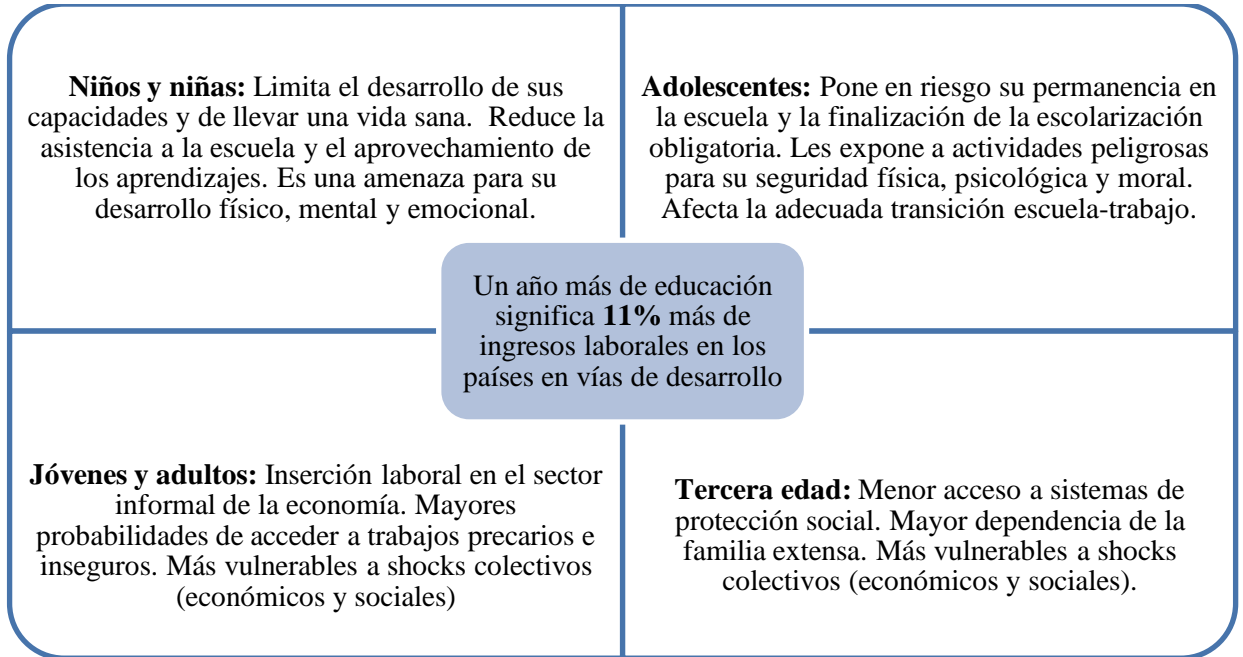 Niños y niñas: Limita el desarrollo de sus
capacidades y de llevar una vida sana.  Reduce la
asistencia a la escuela y el aprovechamiento de
los aprendizajes. Es una amenaza para su
desarrollo físico, mental y emocional.
Adolescentes: Pone en riesgo su permanencia en
la escuela y la finalización de la escolarización
obligatoria. Les expone a actividades peligrosas
para su seguridad física, psicológica y moral.
Afecta la adecuada transición escuela-trabajo.
Un año más de educación
significa 11% más de
ingresos laborales en los
países en vías de desarrollo
Jóvenes y adultos: Inserción laboral en el sector
informal de la economía. Mayores
probabilidades de acceder a trabajos precarios e
inseguros. Más vulnerables a shocks colectivos
(económicos y sociales)
Tercera edad: Menor acceso a sistemas de
protección social. Mayor dependencia de la
familia extensa. Más vulnerables a shocks
colectivos (económicos y sociales).